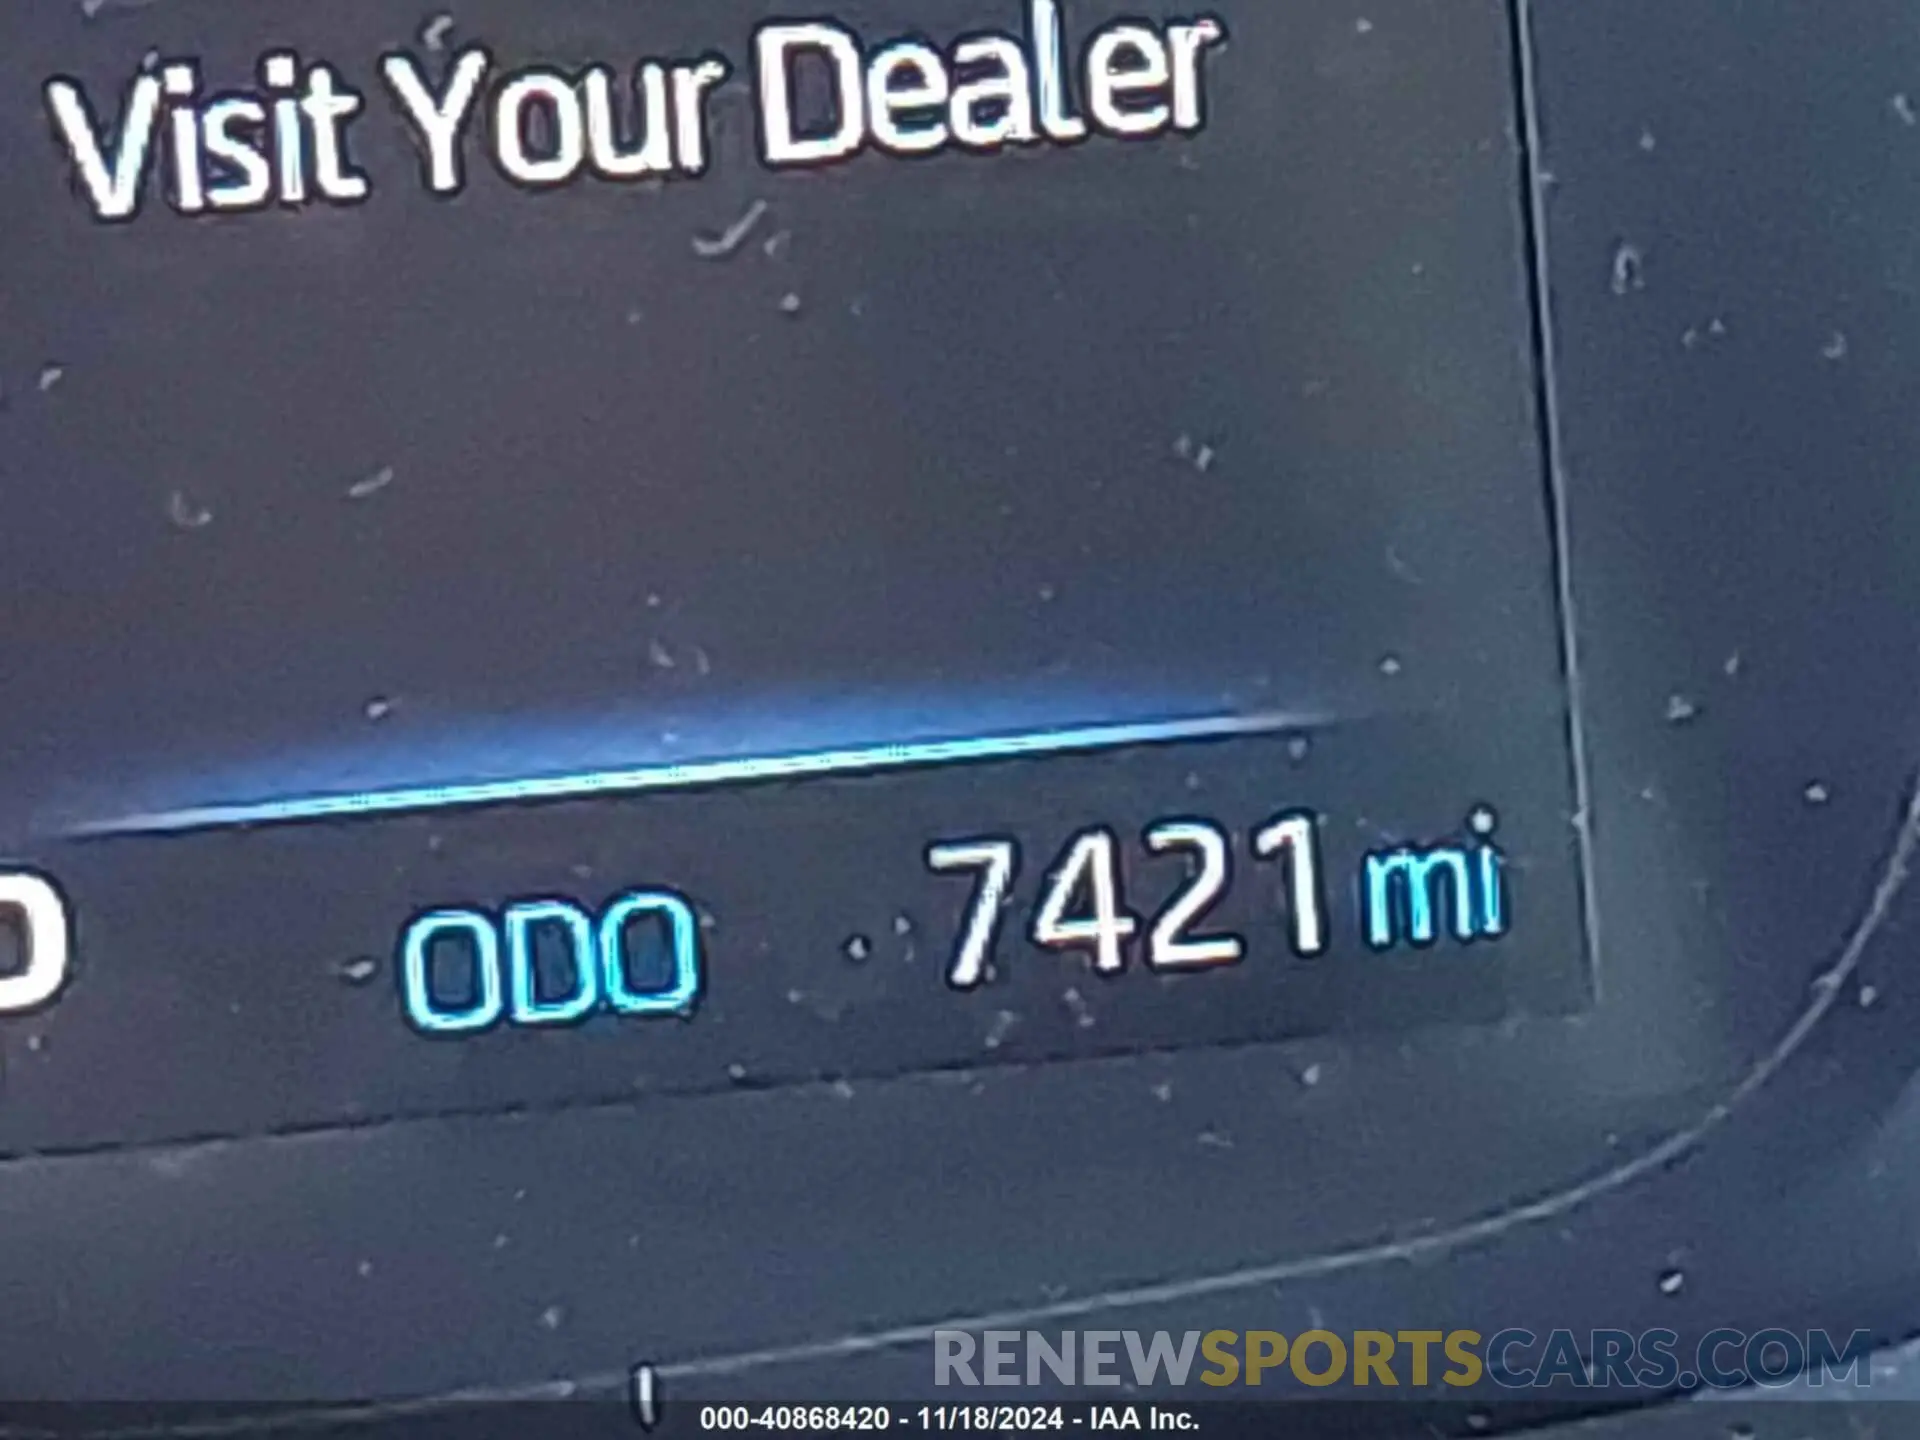 Visit Your Dealer
ODO 7421 mi
RENEWSPORTSCARS.COM
000-40868420 - 11/18/2024 - IAA Inc.